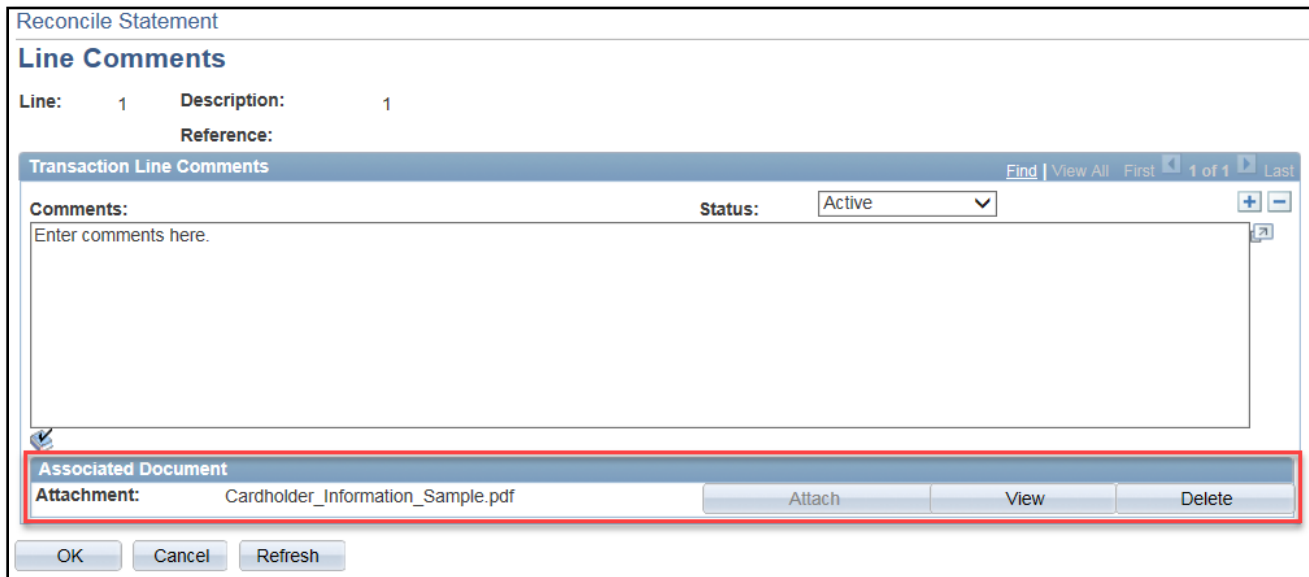 Reconcile Statement
Line Comments
Line: 1 Description: 1
Reference:
Transaction Line Comments Find | View All First 1 of 1 Last
Comments: Status: Active
Enter comments here.
Associated Document
Attachment: Cardholder_Information_Sample.pdf Attach View Delete
OK Cancel Refresh